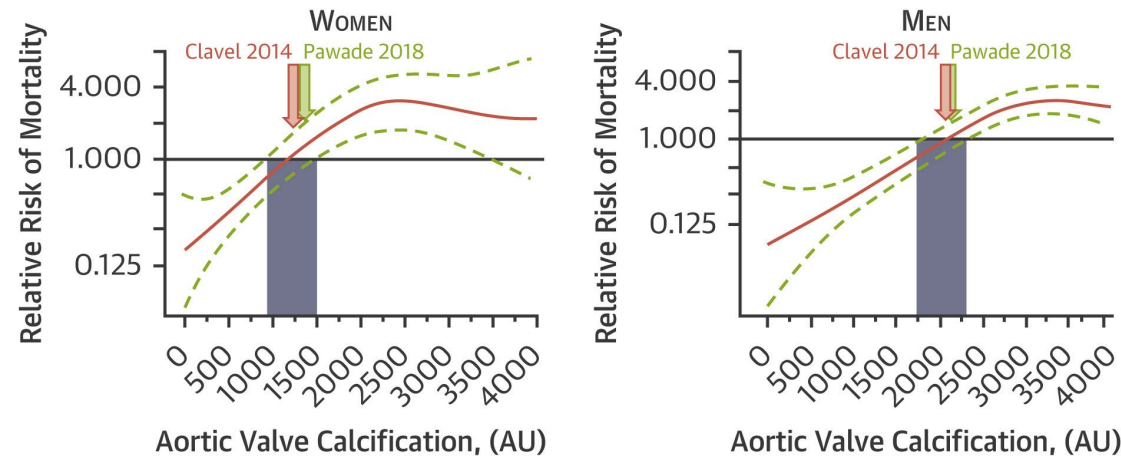 WOMEN
Clavel 2014 Pawade 2018
Relative Risk of Mortality
4.000
1.000
0.125
0 500 1000 1500 2000 2500 3000 3500 4000
Aortic Valve Calcification, (AU)
MEN
Clavel 2014 Pawade 2018
Relative Risk of Mortality
4.000
1.000
0.125
0 500 1000 1500 2000 2500 3000 3500 4000
Aortic Valve Calcification, (AU)